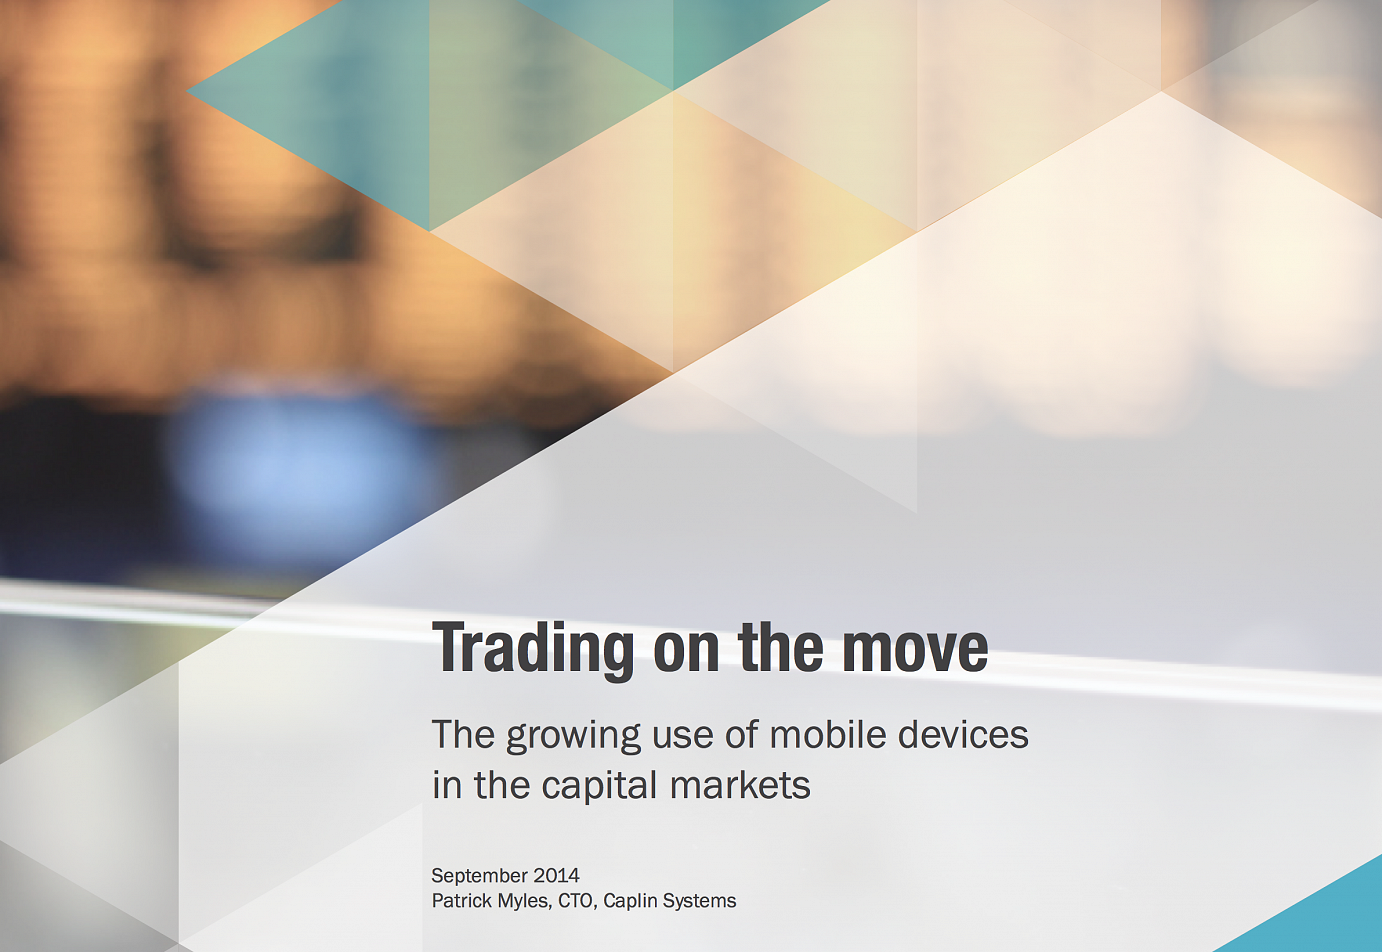 Trading on the move
The growing use of mobile devices
in the capital markets
September 2014
Patrick Myles, CTO, Caplin Systems